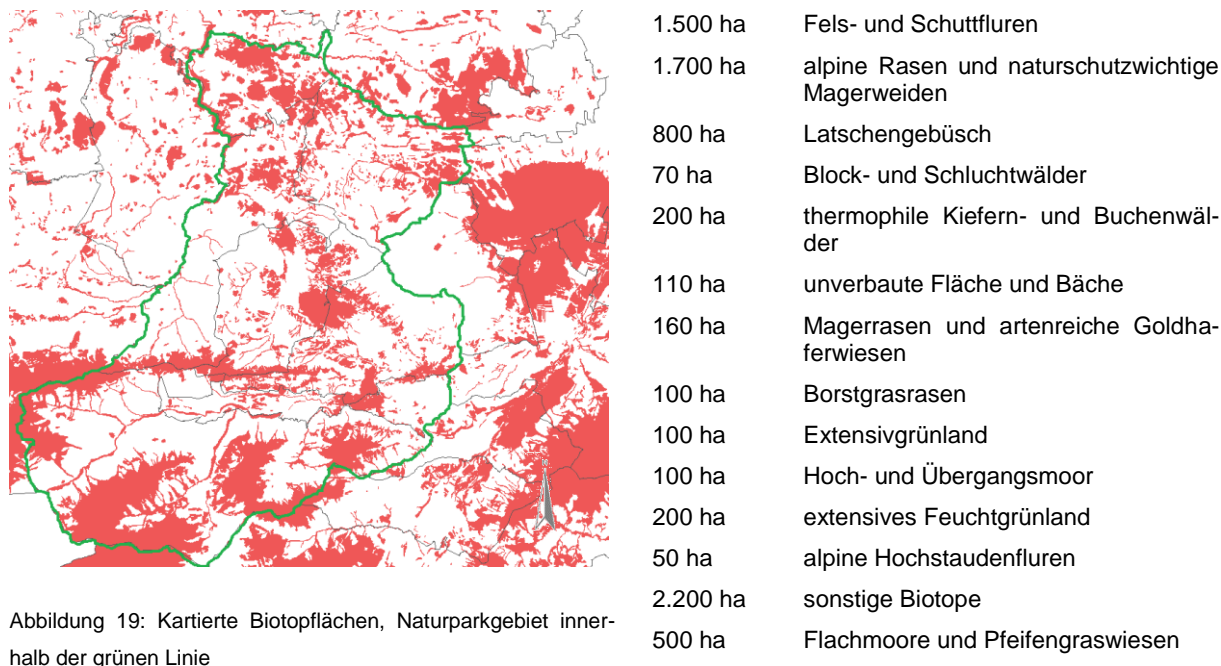 1.500 ha Fels- und Schuttfluren
1.700 ha alpine Rasen und naturschutzwichtige
Magerweiden
800 ha Latschengebüsch
70 ha Block- und Schluchtwälder
200 ha thermophile Kiefern- und Buchenwäl-
der
110 ha unverbaute Fläche und Bäche
160 ha Magerrasen und artenreiche Goldha-
ferwiesen
100 ha Borstgrasrasen
100 ha Extensivgrünland
100 ha Hoch- und Übergangsmoor
200 ha extensives Feuchtgrünland
50 ha alpine Hochstaudenfluren
2.200 ha sonstige Biotope
500 ha Flachmoore und Pfeifengraswiesen
Abbildung 19: Kartierte Biotopflächen, Naturparkgebiet inner-
halb der grünen Linie